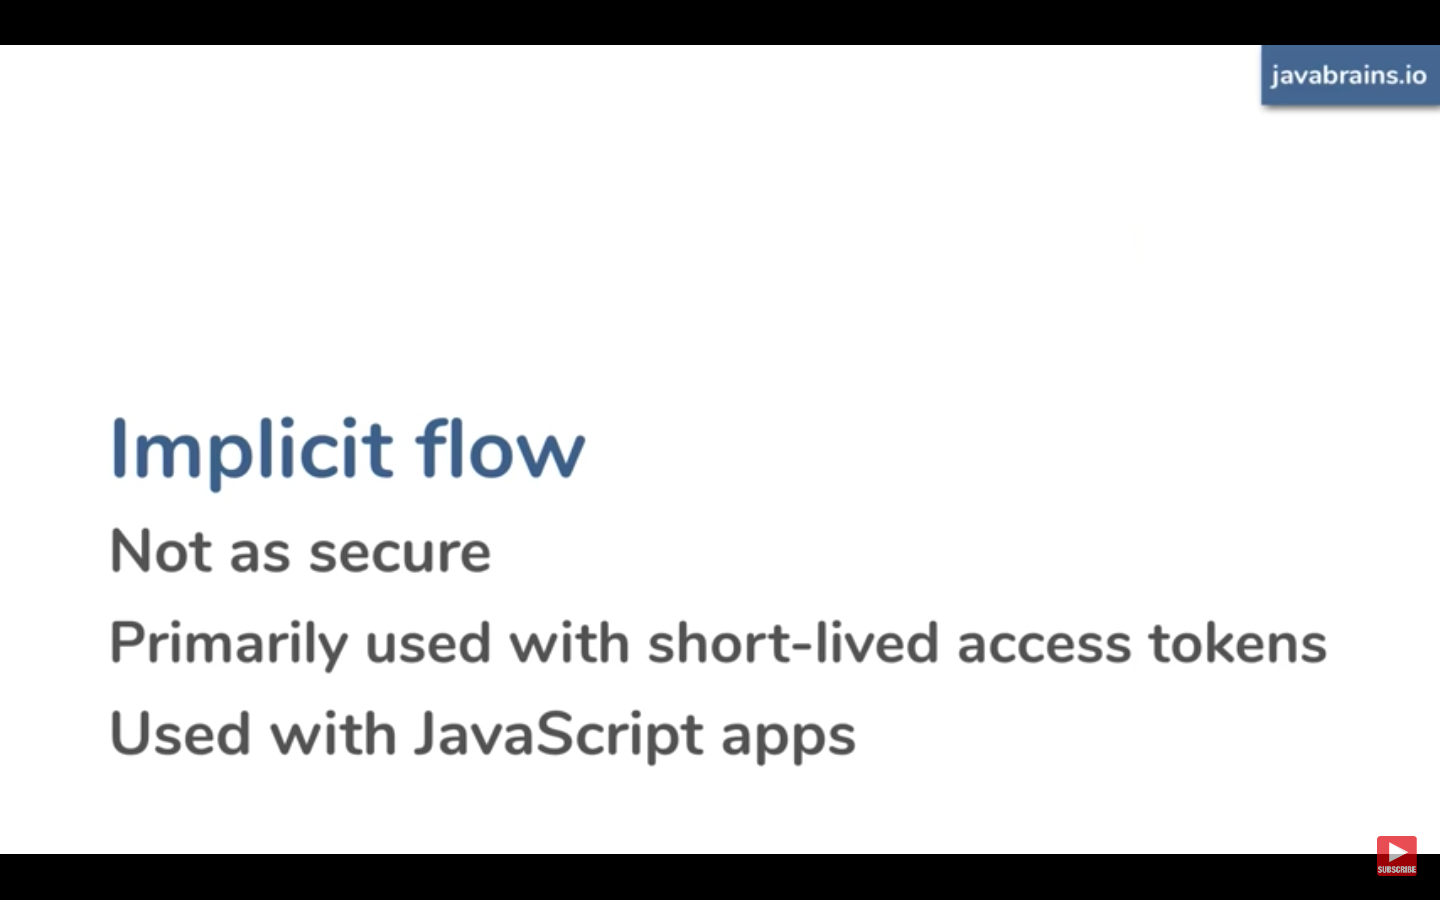 javabrains.io
Implicit flow
Not as secure
Primarily used with short-lived access tokens
Used with JavaScript apps
SUBSCRIBE